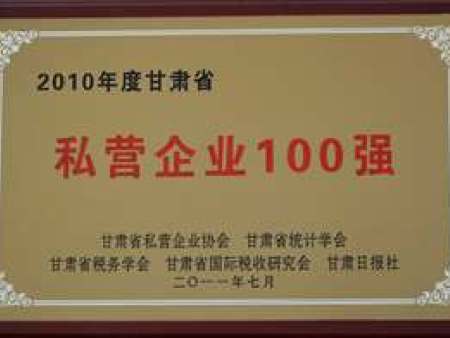 2010年度甘肃省
私营企业100强
甘肃省私营企业协会 甘肃省统计学会
甘肃省税务学会 甘肃省国际税收研究会 甘肃日报社
二〇一一年七月